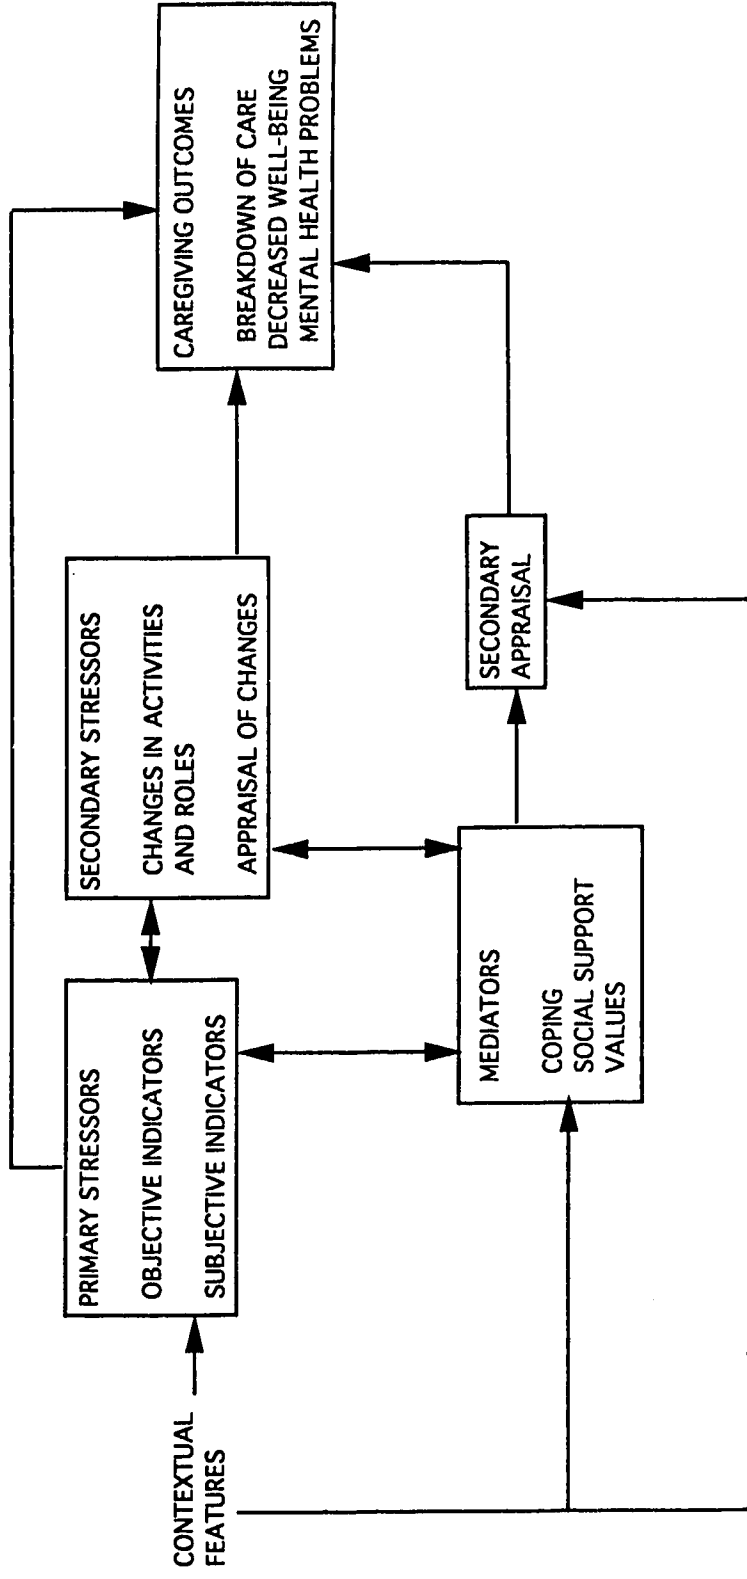 CONTEXTUAL
FEATURES
PRIMARY STRESSORS
OBJECTIVE INDICATORS
SUBJECTIVE INDICATORS
SECONDARY STRESSORS
CHANGES IN ACTIVITIES
AND ROLES
APPRAISAL OF CHANGES
CAREGIVING OUTCOMES
BREAKDOWN OF CARE
DECREASED WELL-BEING
MENTAL HEALTH PROBLEMS
MEDIATORS
COPING
SOCIAL SUPPORT
VALUES
SECONDARY
APPRAISAL